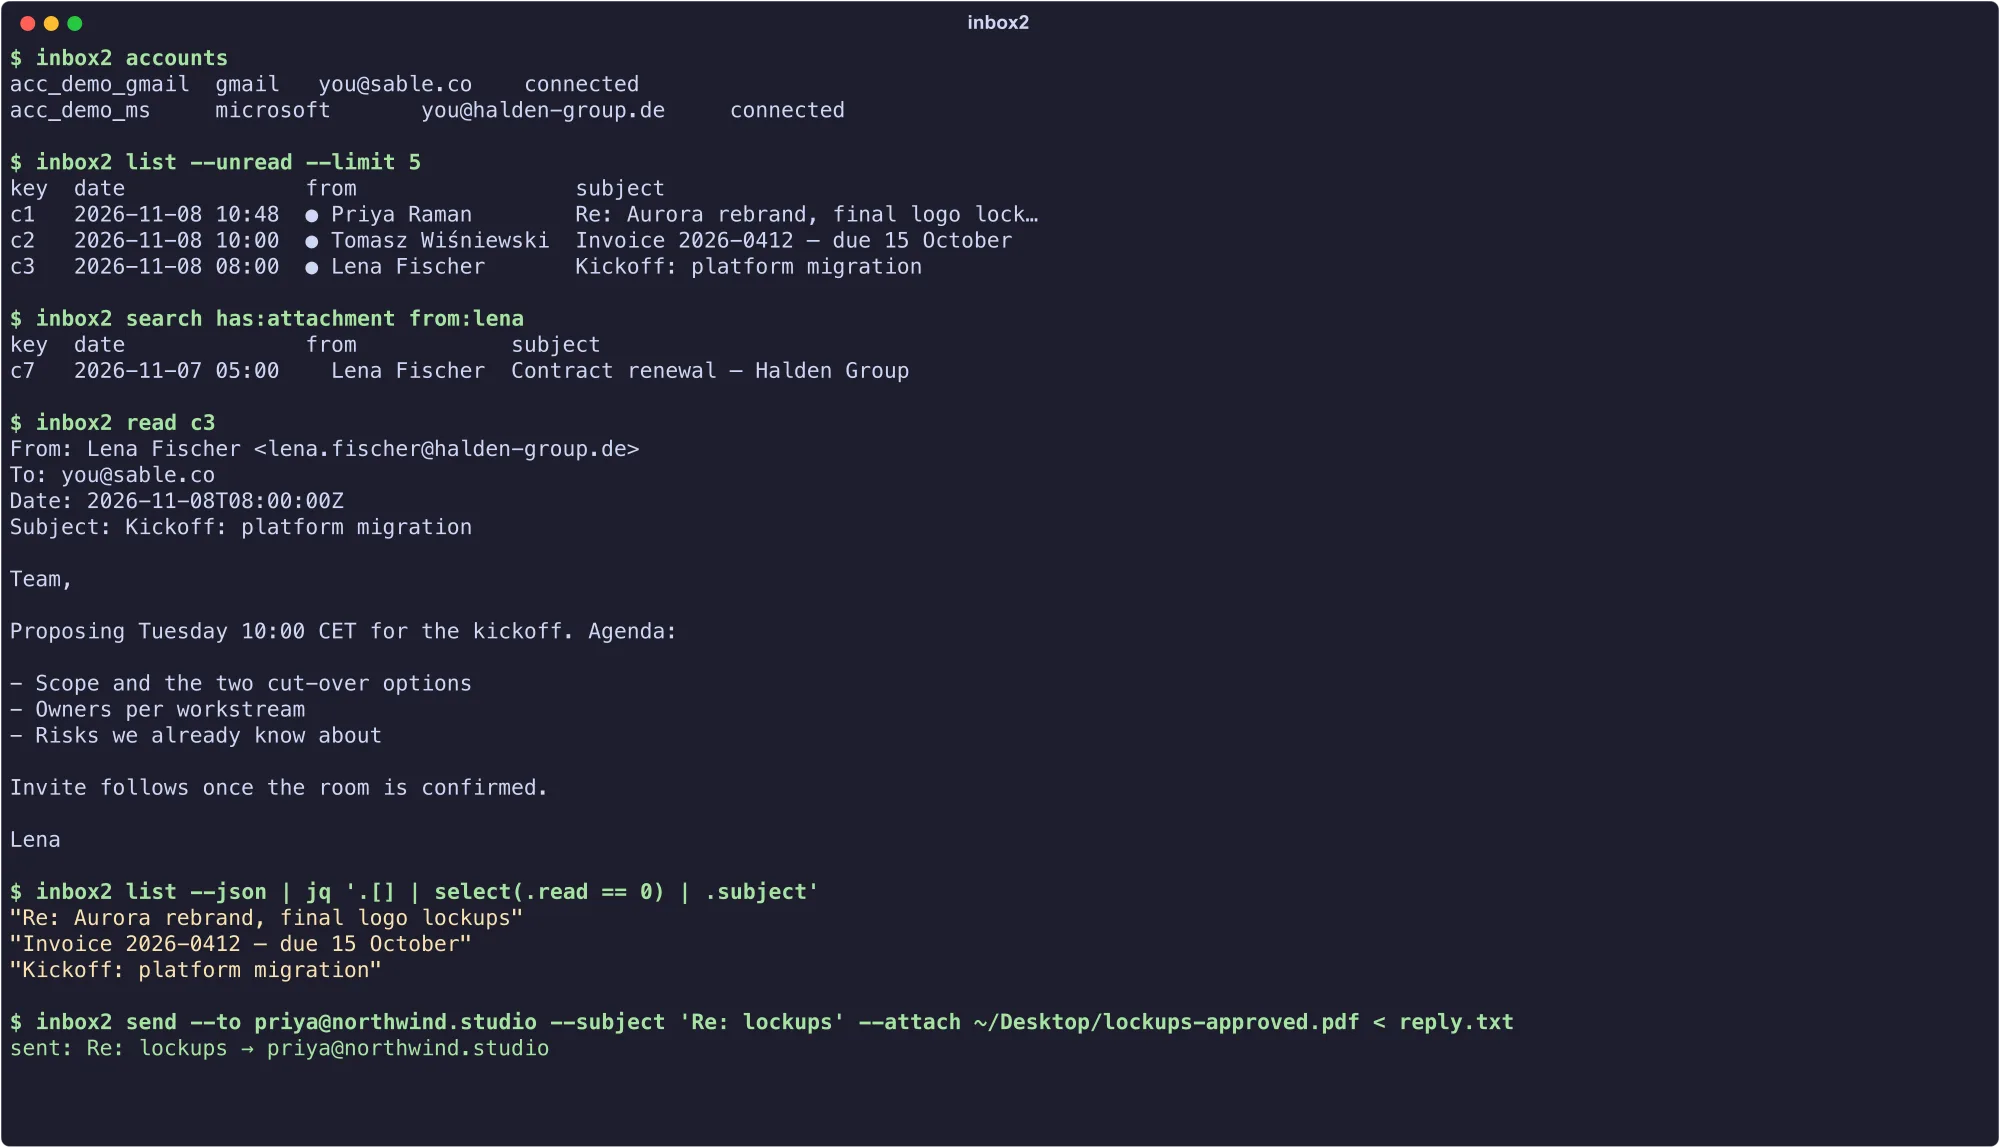 inbox2
$ inbox2 accounts
acc_demo_gmail  gmail   you@sable.co    connected
acc_demo_ms     microsoft       you@halden-group.de     connected
$ inbox2 list --unread --limit 5
key  date              from                 subject
c1   2026-11-08 10:48  ● Priya Raman        Re: Aurora rebrand, final logo lock…
c2   2026-11-08 10:00  ● Tomasz Wiśniewski  Invoice 2026-0412 — due 15 October
c3   2026-11-08 08:00  ● Lena Fischer       Kickoff: platform migration
$ inbox2 search has:attachment from:lena
key  date              from            subject
c7   2026-11-07 05:00    Lena Fischer  Contract renewal — Halden Group
$ inbox2 read c3
From: Lena Fischer <lena.fischer@halden-group.de>
To: you@sable.co
Date: 2026-11-08T08:00:00Z
Subject: Kickoff: platform migration
Team,
Proposing Tuesday 10:00 CET for the kickoff. Agenda:
- Scope and the two cut-over options
- Owners per workstream
- Risks we already know about
Invite follows once the room is confirmed.
Lena
$ inbox2 list --json | jq '.[] | select(.read == 0) | .subject'
"Re: Aurora rebrand, final logo lockups"
"Invoice 2026-0412 — due 15 October"
"Kickoff: platform migration"
$ inbox2 send --to priya@northwind.studio --subject 'Re: lockups' --attach ~/Desktop/lockups-approved.pdf < reply.txt
sent: Re: lockups → priya@northwind.studio